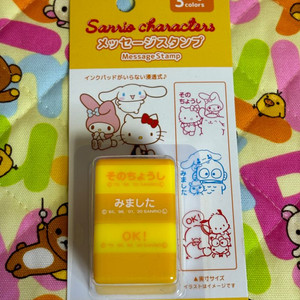 3
colors
Sanrio characters
メッセージスタンプ
Message Stamp
インクパッドがいらない浸透式♪
そのちょうし
みました
OK!
そのちょうし
みました
OK!
▲実寸サイズ
イラストはイメージです。